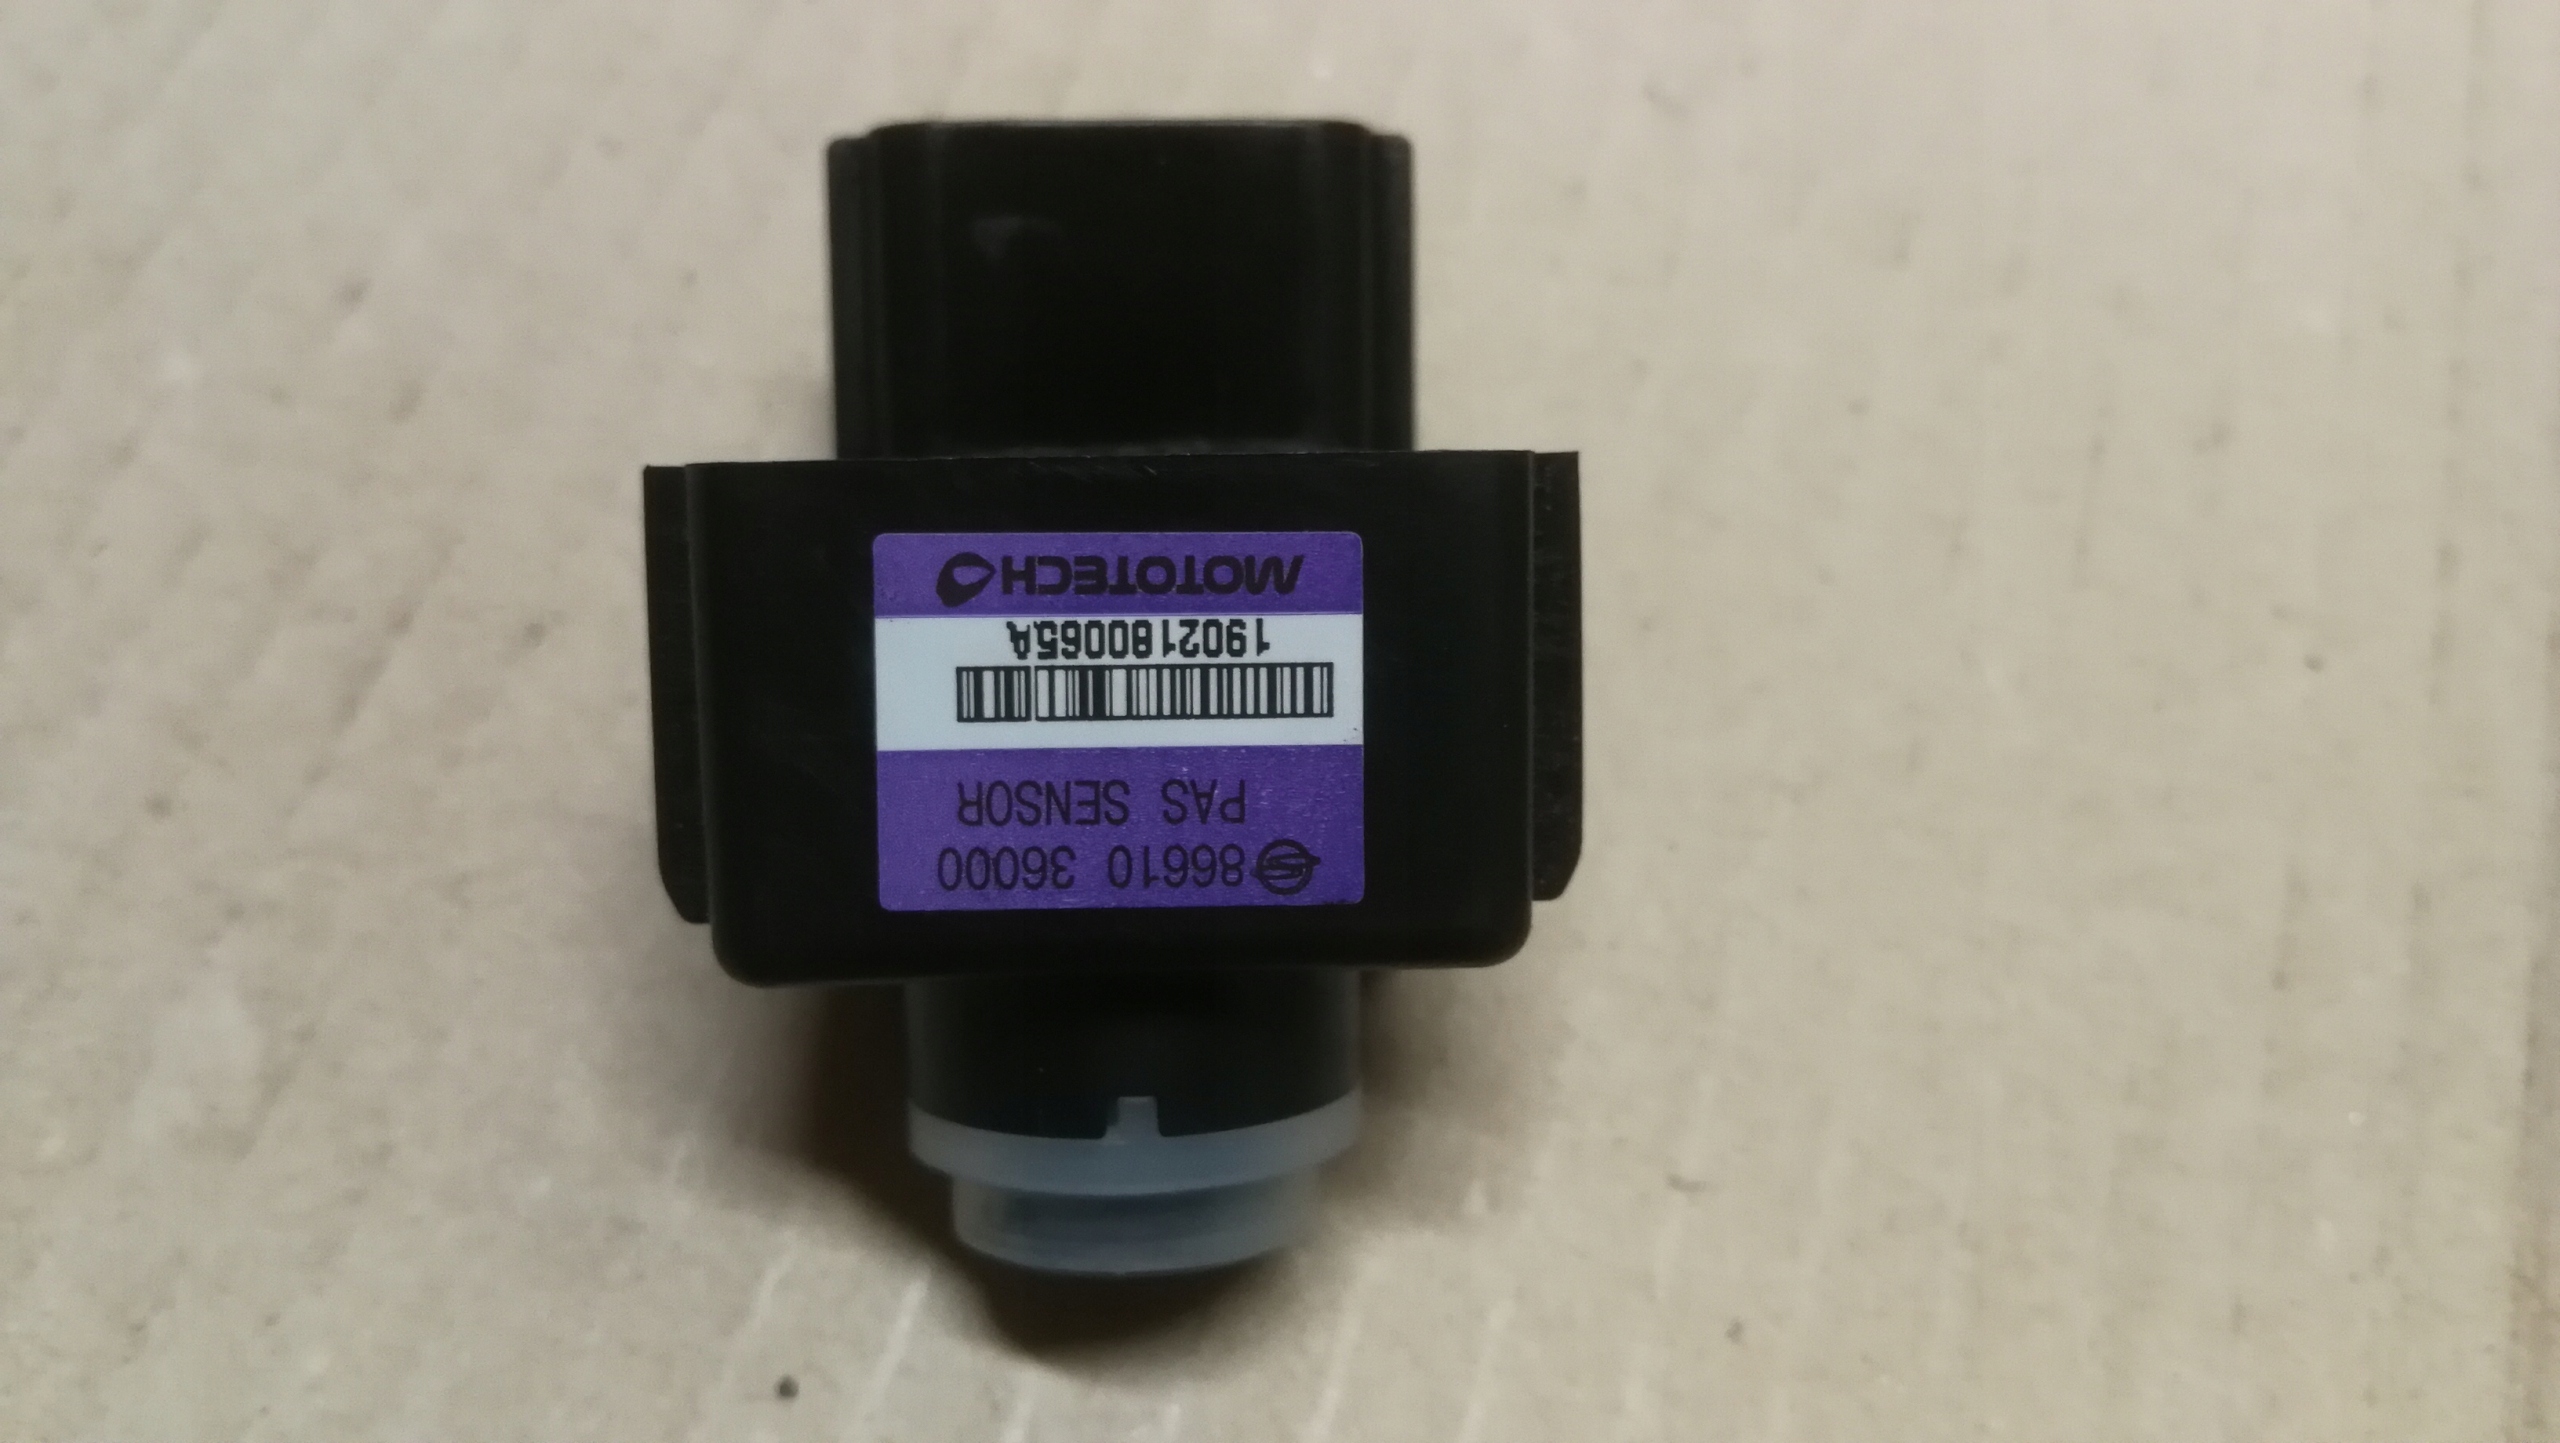 86610 36000
PAS SENSOR
1902180065A
MOTOTECH